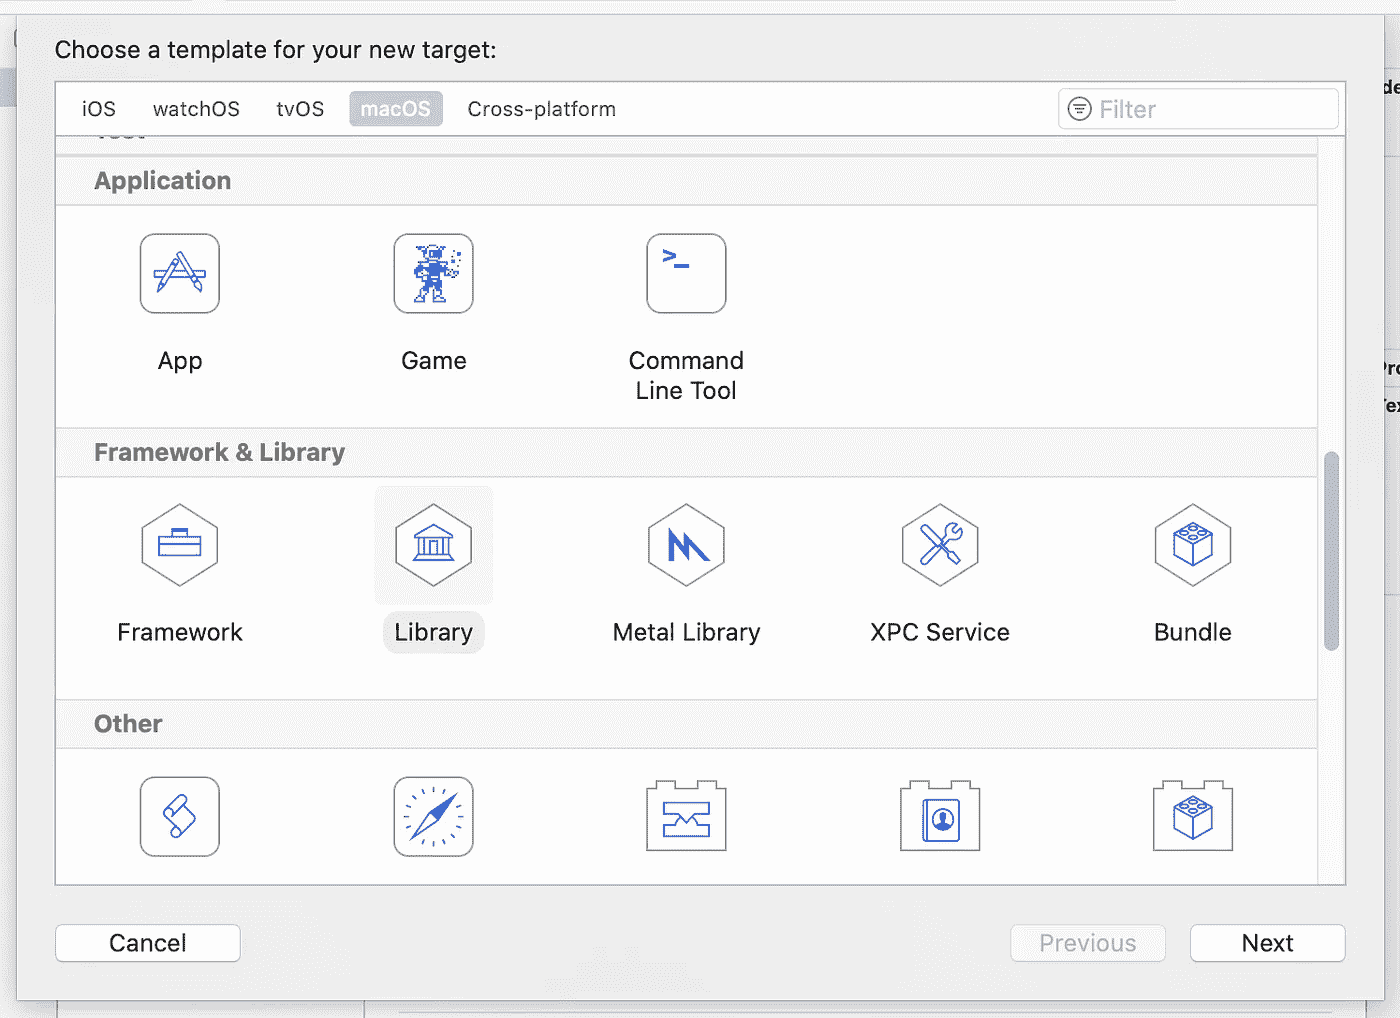 Choose a template for your new target:
iOS watchOS tvOS macOS Cross-platform Filter
Application
>_
App Game Command
Line Tool
Framework & Library
Framework Library Metal Library XPC Service Bundle
Other
Cancel Previous Next